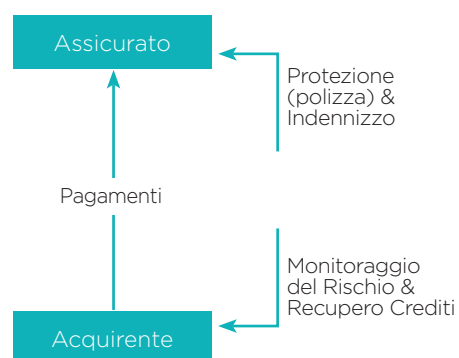 Assicurato
Protezione
(polizza) &
Indennizzo
Pagamenti
Monitoraggio
del Rischio &
Recupero Crediti
Acquirente